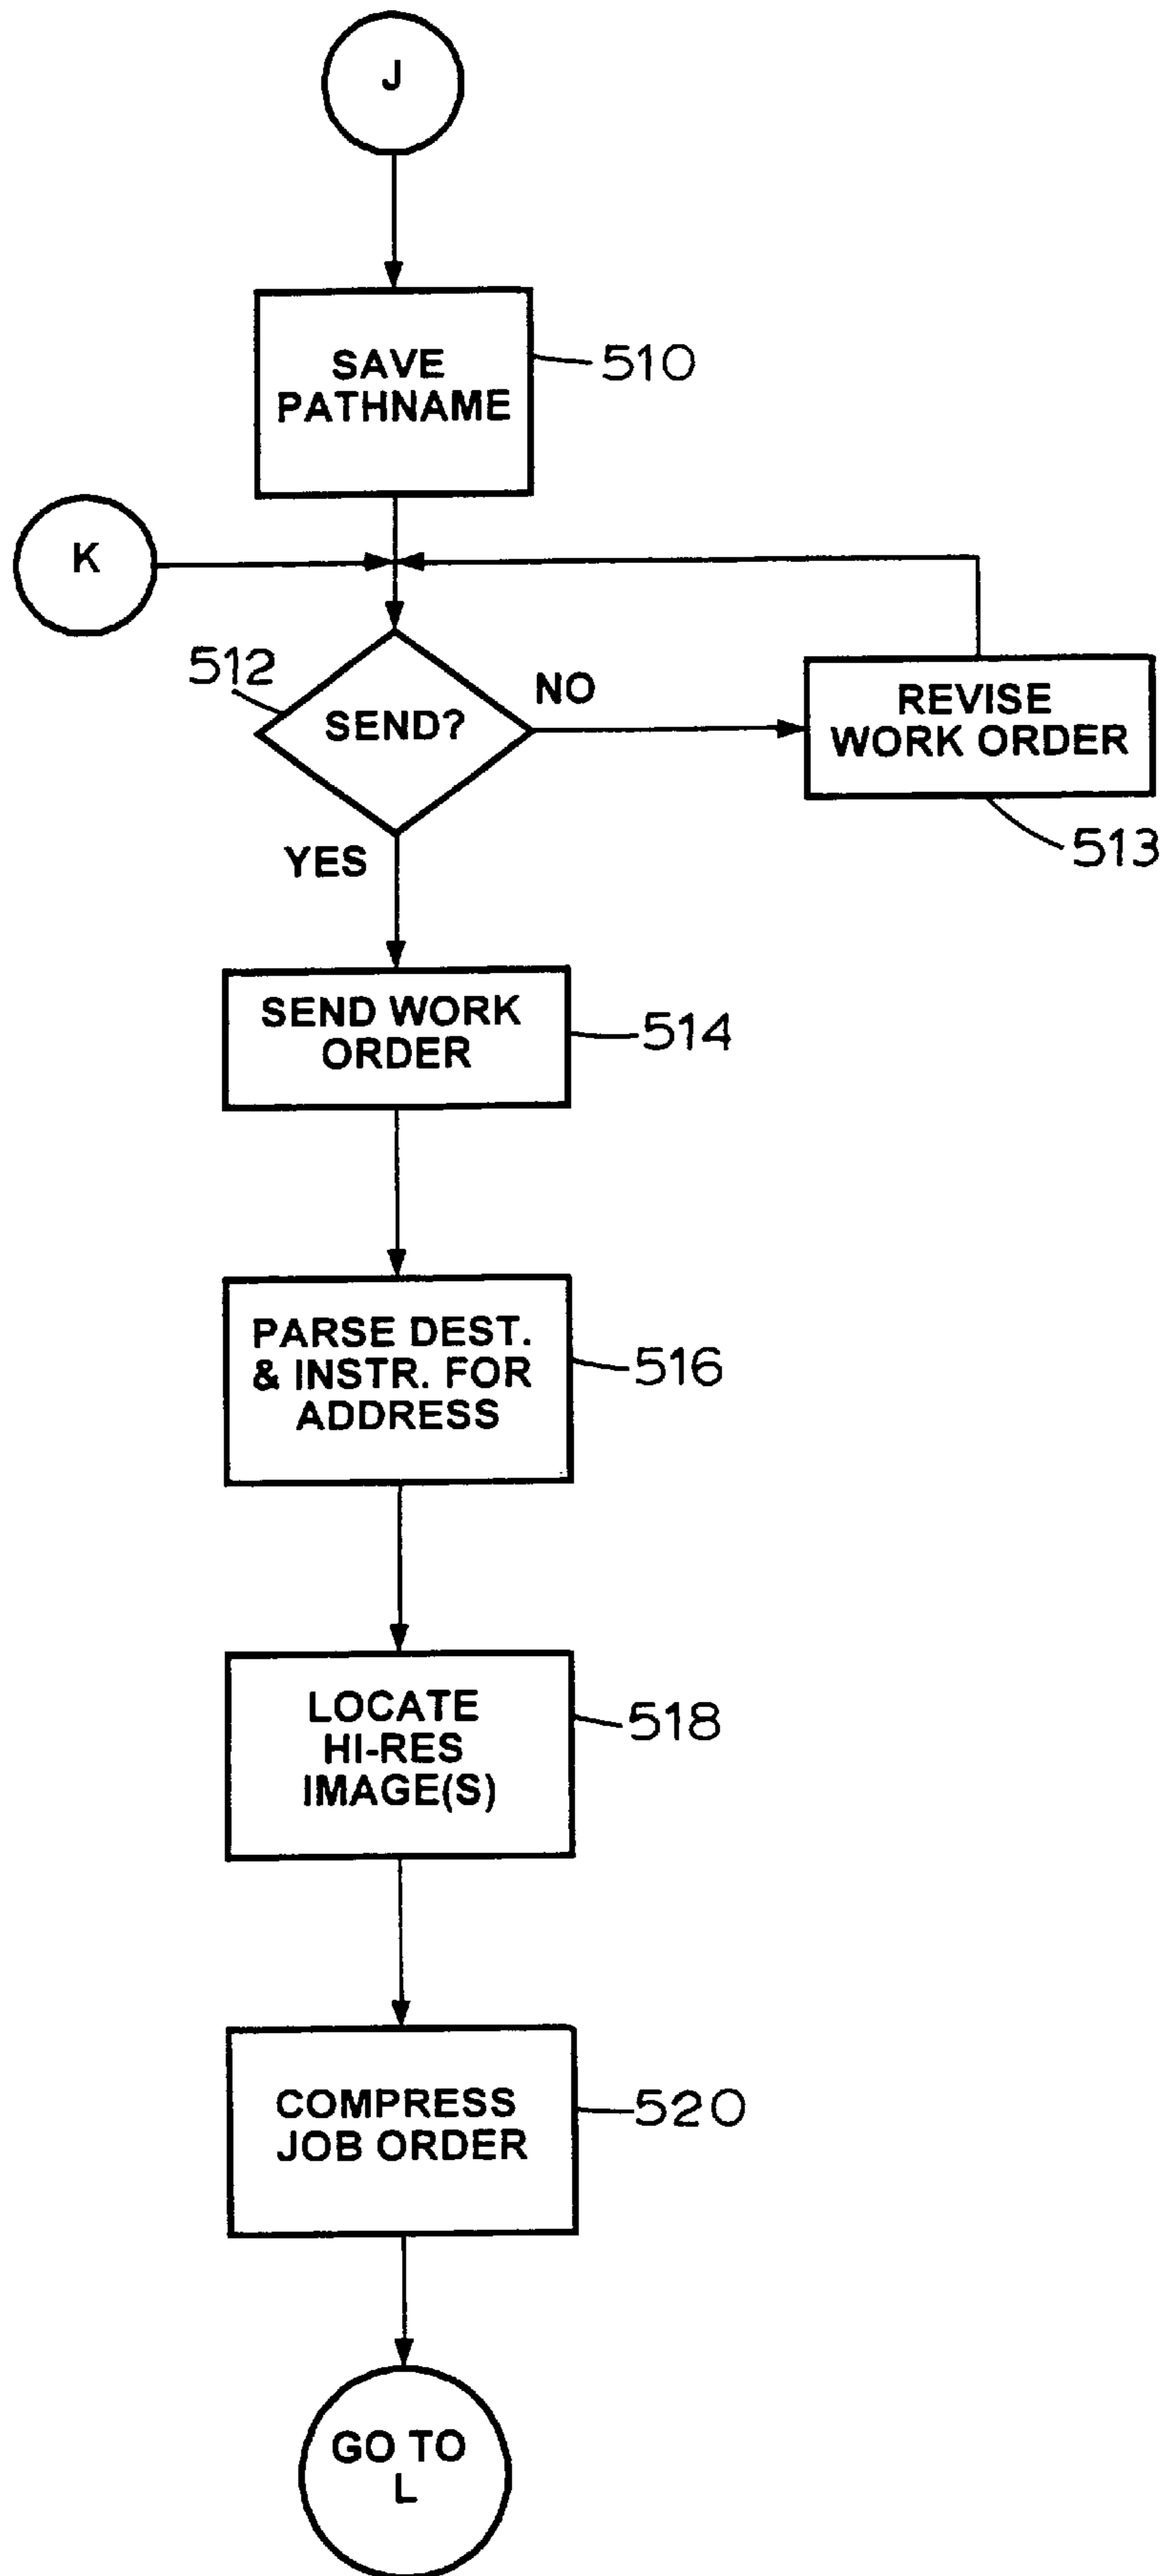 J
SAVE
PATHNAME
510
K
512
SEND?
NO
REVISE
WORK ORDER
513
YES
SEND WORK
ORDER
514
PARSE DEST.
& INSTR. FOR
ADDRESS
516
LOCATE
HI-RES
IMAGE(S)
518
COMPRESS
JOB ORDER
520
GO TO
L